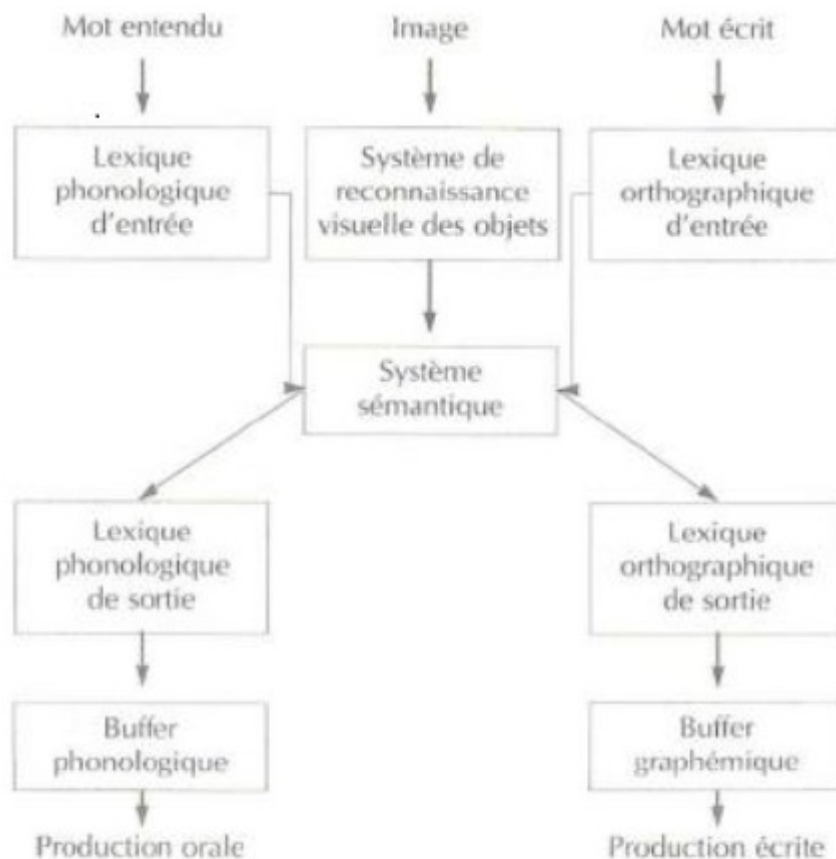 Mot entendu
Image
Mot écrit
Lexique
phonologique
d'entrée
Système de
reconnaissance
visuelle des objets
Lexique
orthographique
d'entrée
Système
sémantique
Lexique
phonologique
de sortie
Lexique
orthographique
de sortie
Buffer
phonologique
Buffer
graphémique
Production orale
Production écrite